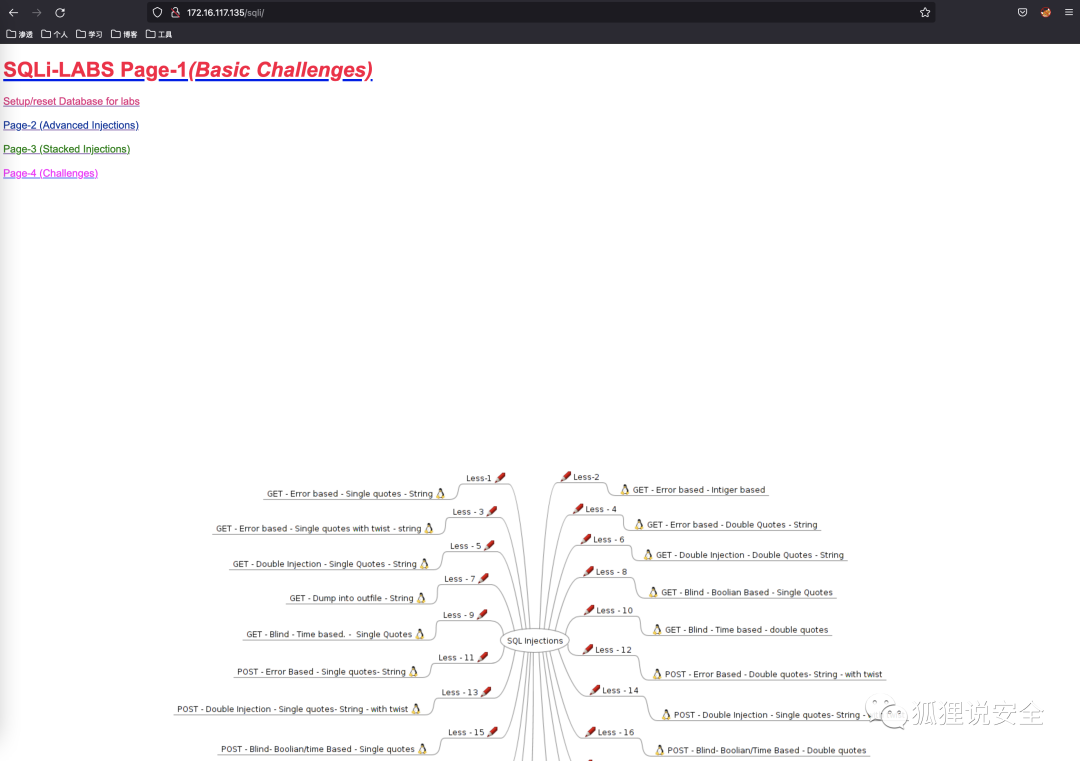 172.16.117.135/sqli/
渗透 个人 学习 博客 工具
SQLi-LABS Page-1(Basic Challenges)
Setup/reset Database for labs
Page-2 (Advanced Injections)
Page-3 (Stacked Injections)
Page-4 (Challenges)
Less-1
GET - Error based - Single quotes - String
Less - 3
GET - Error based - Single quotes with twist - string
Less - 5
GET - Double Injection - Single Quotes - String
Less - 7
GET - Dump into outfile - String
Less - 9
GET - Blind - Time based. - Single Quotes
Less - 11
POST - Error Based - Single quotes- String
Less - 13
POST - Double Injection - Single quotes- String - with twist
Less - 15
POST - Blind- Boolian/time Based - Single quotes
SQL Injections
Less-2
GET - Error based - Intiger based
Less - 4
GET - Error based - Double Quotes - String
Less - 6
GET - Double Injection - Double Quotes - String
Less - 8
GET - Blind - Boolian Based - Single Quotes
Less - 10
GET - Blind - Time based - double quotes
Less - 12
POST - Error Based - Double quotes- String - with twist
Less - 14
POST - Double Injection - Single quotes- String -
Less - 16
POST - Blind- Boolian/Time Based - Double quotes
狐狸说安全